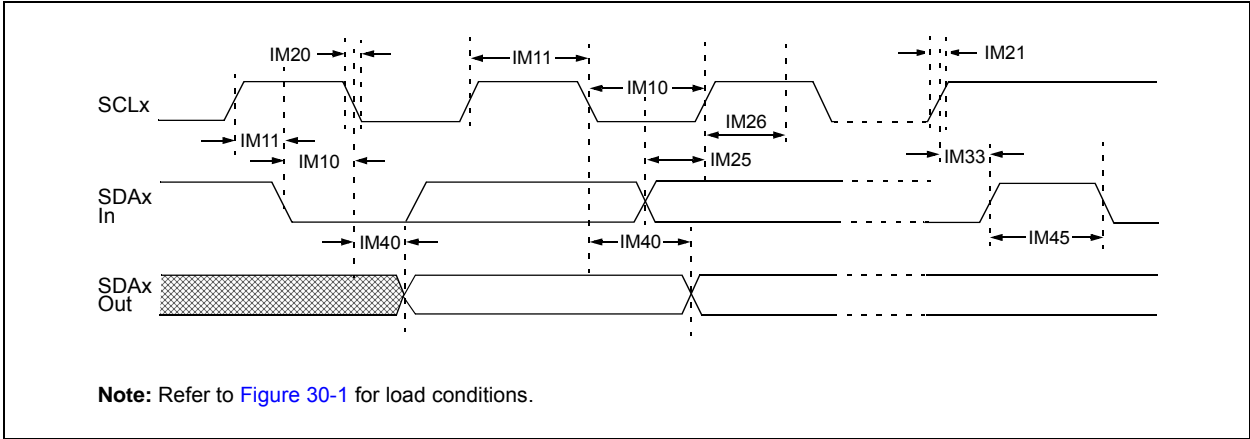 IM20
IM11
IM21
SCLx
IM10
IM26
IM11
IM10
IM25
IM33
SDAx
In
IM40
IM40
IM45
SDAx
Out
Note: Refer to Figure 30-1 for load conditions.